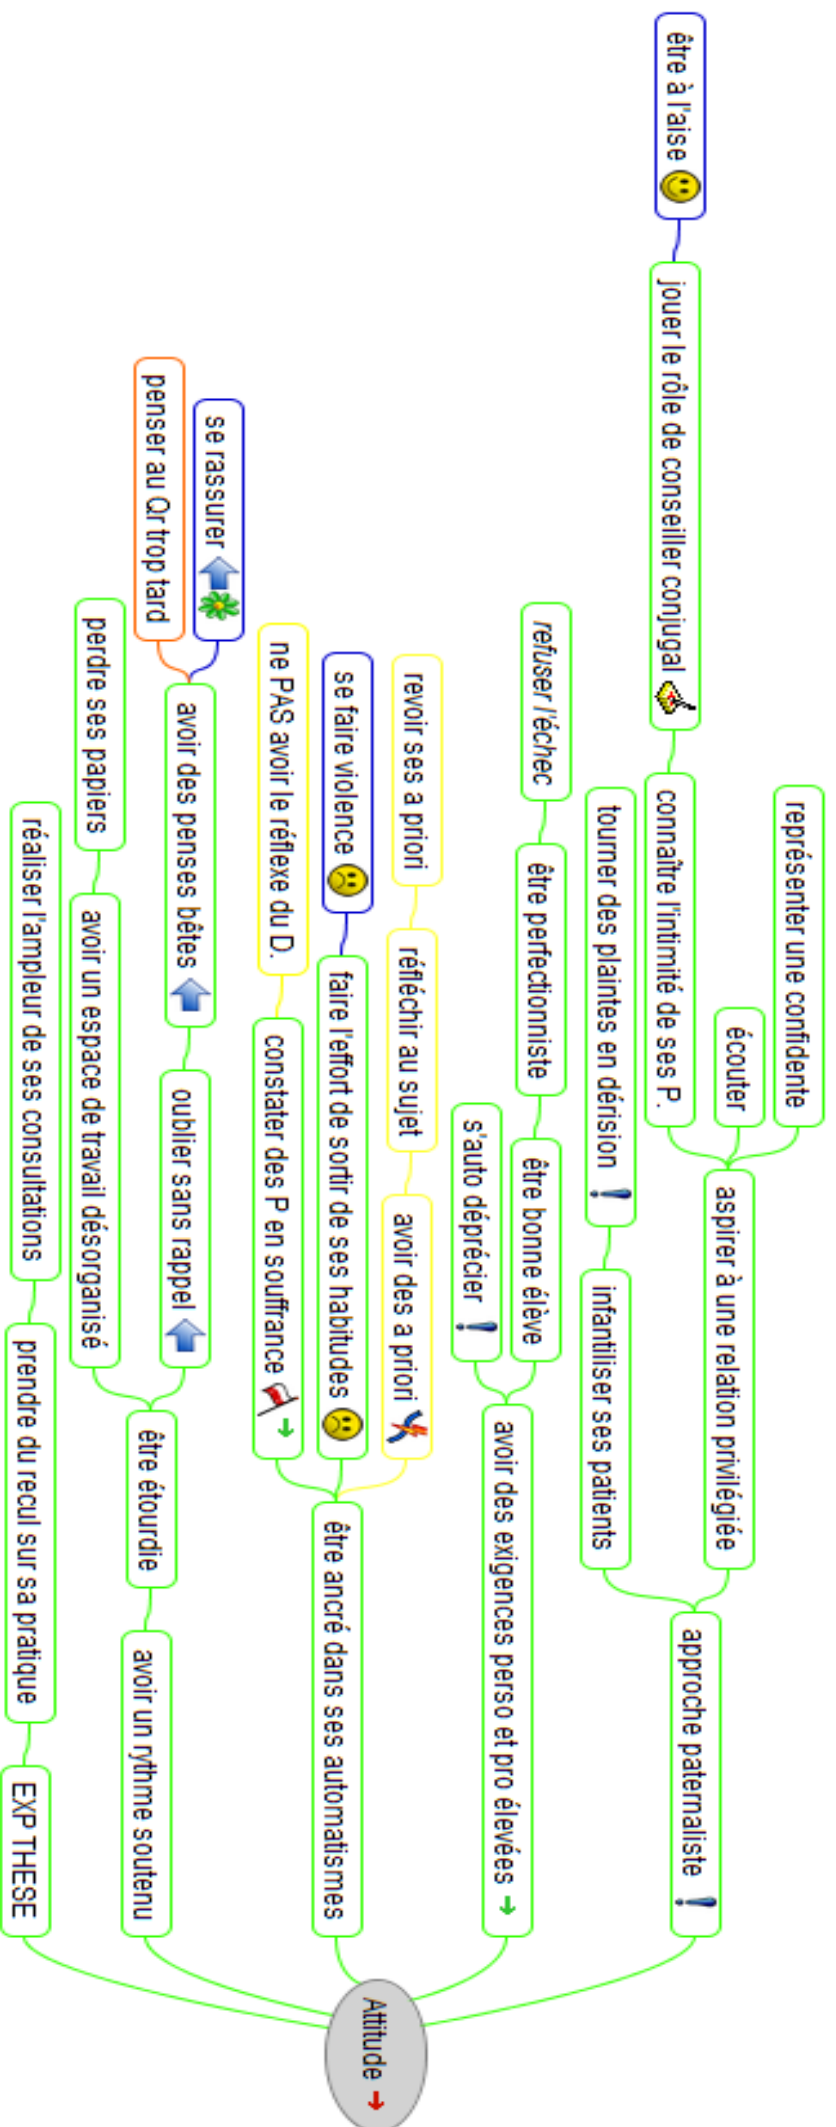 être à l'aise
jouer le rôle de conseiller conjugal
représenter une confidente
écouter
connaître l'intimité de ses P.
aspirer à une relation privilégiée
tourner des plaintes en dérision
infantiliser ses patients
approche paternaliste
refuser l'échec
être perfectionniste
être bonne élève
s'auto déprécier
avoir des exigences perso et pro élevées
revoir ses a priori
réfléchir au sujet
avoir des a priori
se faire violence
faire l'effort de sortir de ses habitudes
ne PAS avoir le réflexe du D.
constater des P en souffrance
être ancré dans ses automatismes
se rassurer
penser au Qr trop tard
avoir des penses bêtes
oublier sans rappel
perdre ses papiers
avoir un espace de travail désorganisé
être étourdie
avoir un rythme soutenu
réaliser l'ampleur de ses consultations
prendre du recul sur sa pratique
EXP THESE
Attitude